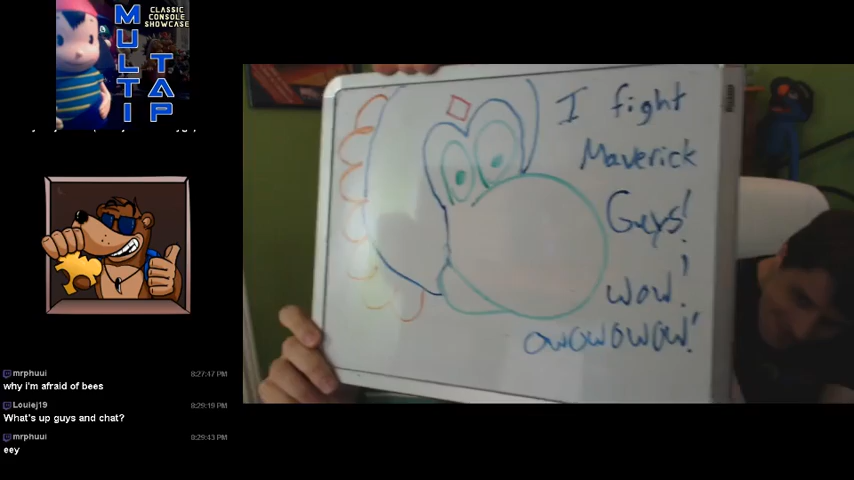 CLASSIC
CONSOLE
SHOWCASE
MULTI
TAP
mrphuui 8:27:47 PM
why i'm afraid of bees
Louiej19 8:29:19 PM
What's up guys and chat?
mrphuui 8:29:43 PM
eey
I fight
Maverick
Guys!
wow!
owowowow!